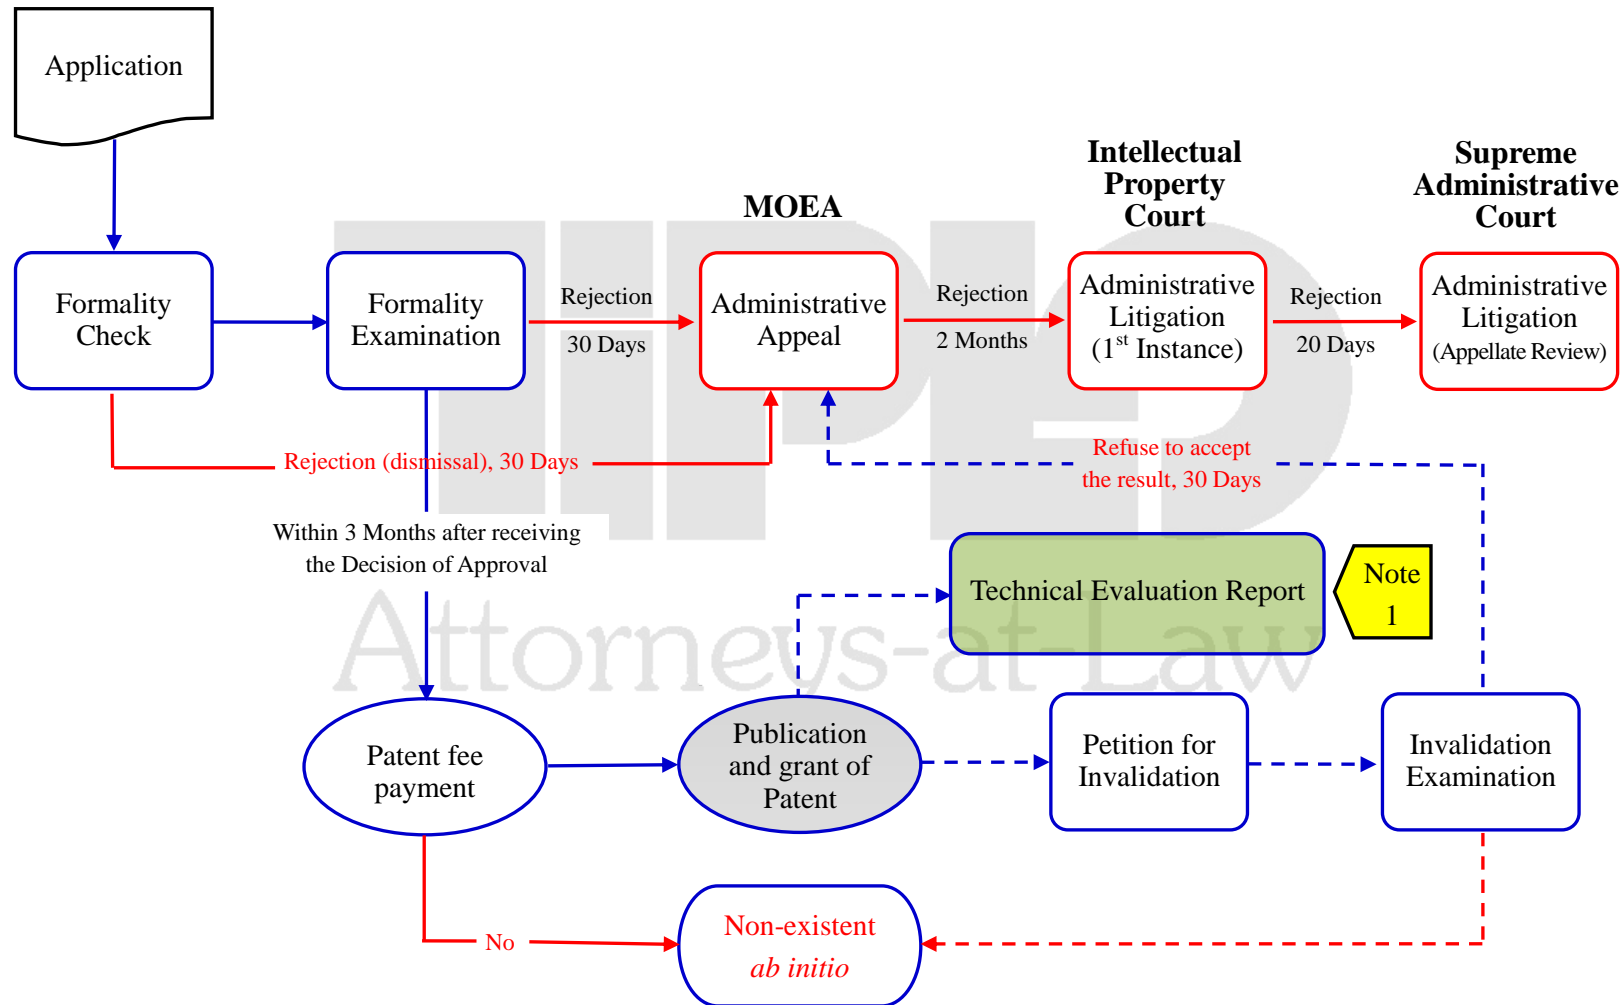 Application
Intellectual
Property
Court
Supreme
Administrative
Court
MOEA
Formality
Check
Formality
Examination
Rejection
30 Days
Administrative
Appeal
Rejection
2 Months
Administrative
Litigation
(1st Instance)
Rejection
20 Days
Administrative
Litigation
(Appellate Review)
Rejection (dismissal), 30 Days
Refuse to accept
the result, 30 Days
Within 3 Months after receiving
the Decision of Approval
Technical Evaluation Report
Note
1
TIPLO
Attorneys-at-Law
Patent fee
payment
Publication
and grant of
Patent
Petition for
Invalidation
Invalidation
Examination
No
Non-existent
ab initio